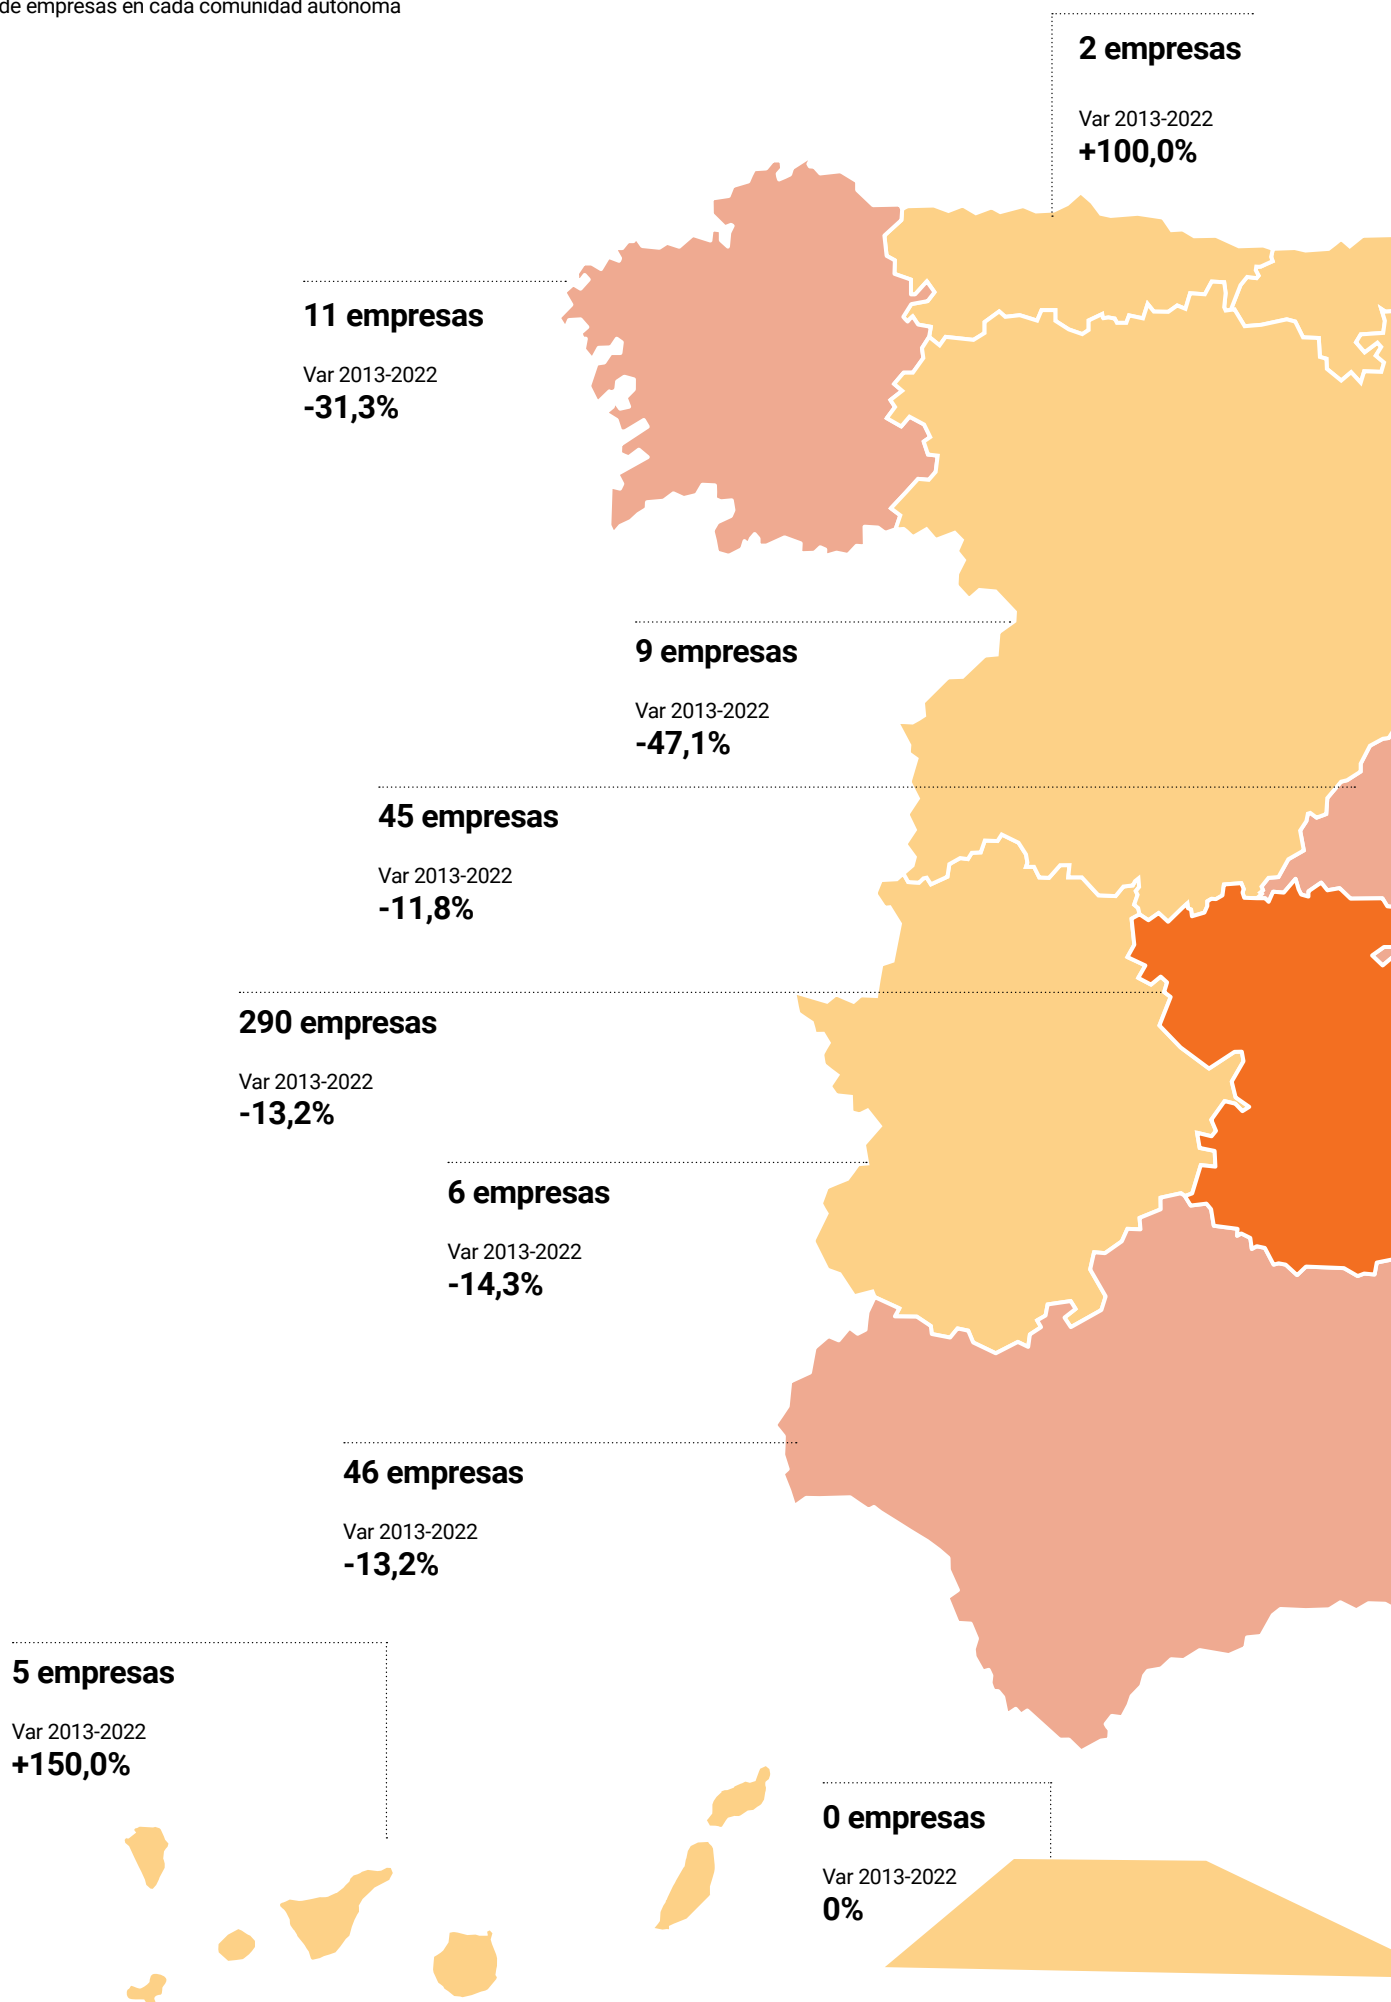 de empresas en cada comunidad autónoma
2 empresas
Var 2013-2022
+100,0%
11 empresas
Var 2013-2022
-31,3%
9 empresas
Var 2013-2022
-47,1%
45 empresas
Var 2013-2022
-11,8%
290 empresas
Var 2013-2022
-13,2%
6 empresas
Var 2013-2022
-14,3%
46 empresas
Var 2013-2022
-13,2%
5 empresas
Var 2013-2022
+150,0%
0 empresas
Var 2013-2022
0%